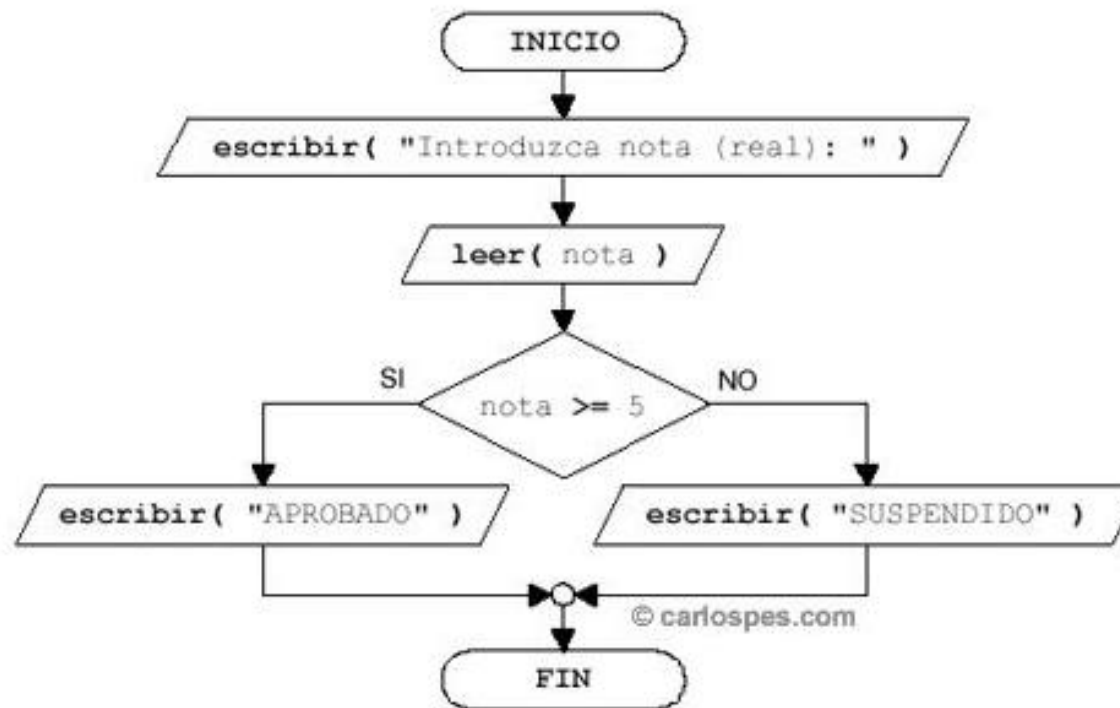 INICIO
escribir( "Introduzca nota (real): " )
leer( nota )
SI
NO
nota >= 5
escribir( "APROBADO" )
escribir( "SUSPENDIDO" )
© carlospes.com
FIN